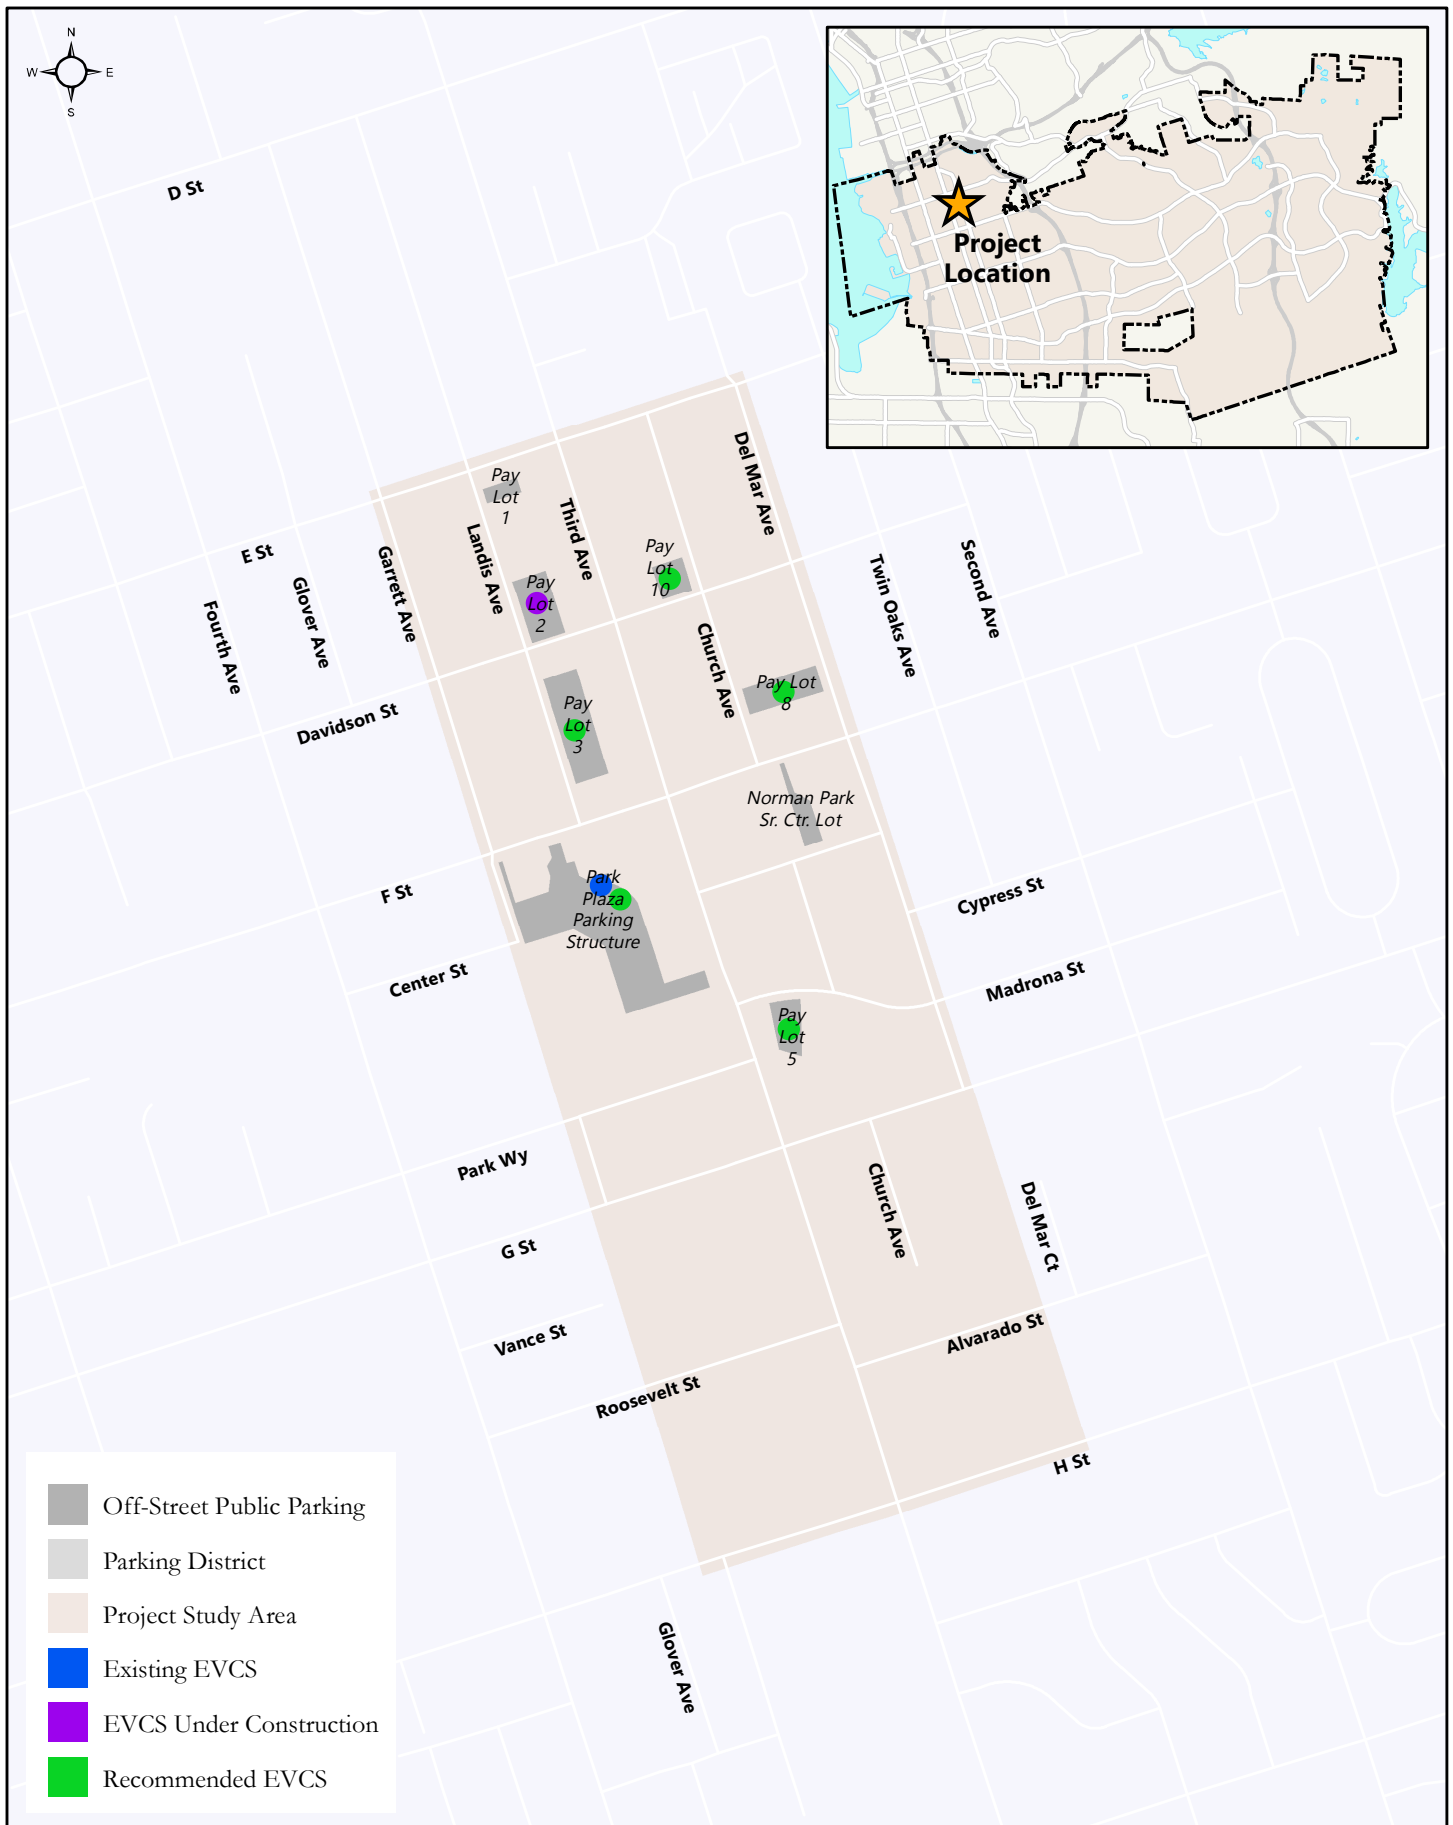 N
W E
S
Project
Location
D St
E St
Fourth Ave
Glover Ave
Garrett Ave
Landis Ave
Third Ave
Del Mar Ave
Twin Oaks Ave
Second Ave
Church Ave
Pay
Lot
1
Pay
Lot
2
Pay
Lot
10
Pay
Lot
3
Pay Lot
8
Davidson St
Norman Park
Sr. Ctr. Lot
F St
Park
Plaza
Parking
Structure
Cypress St
Center St
Madrona St
Pay
Lot
5
Park Wy
Church Ave
Del Mar Ct
G St
Vance St
Alvarado St
Roosevelt St
H St
Glover Ave
Off-Street Public Parking
Parking District
Project Study Area
Existing EVCS
EVCS Under Construction
Recommended EVCS